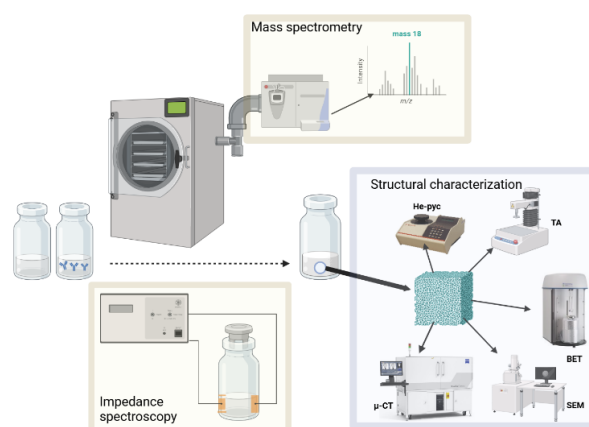 Mass spectrometry
mass 18
Intensity
m/z
Structural characterization
He-pyc
TA
BET
μ-CT
SEM
Impedance
spectroscopy